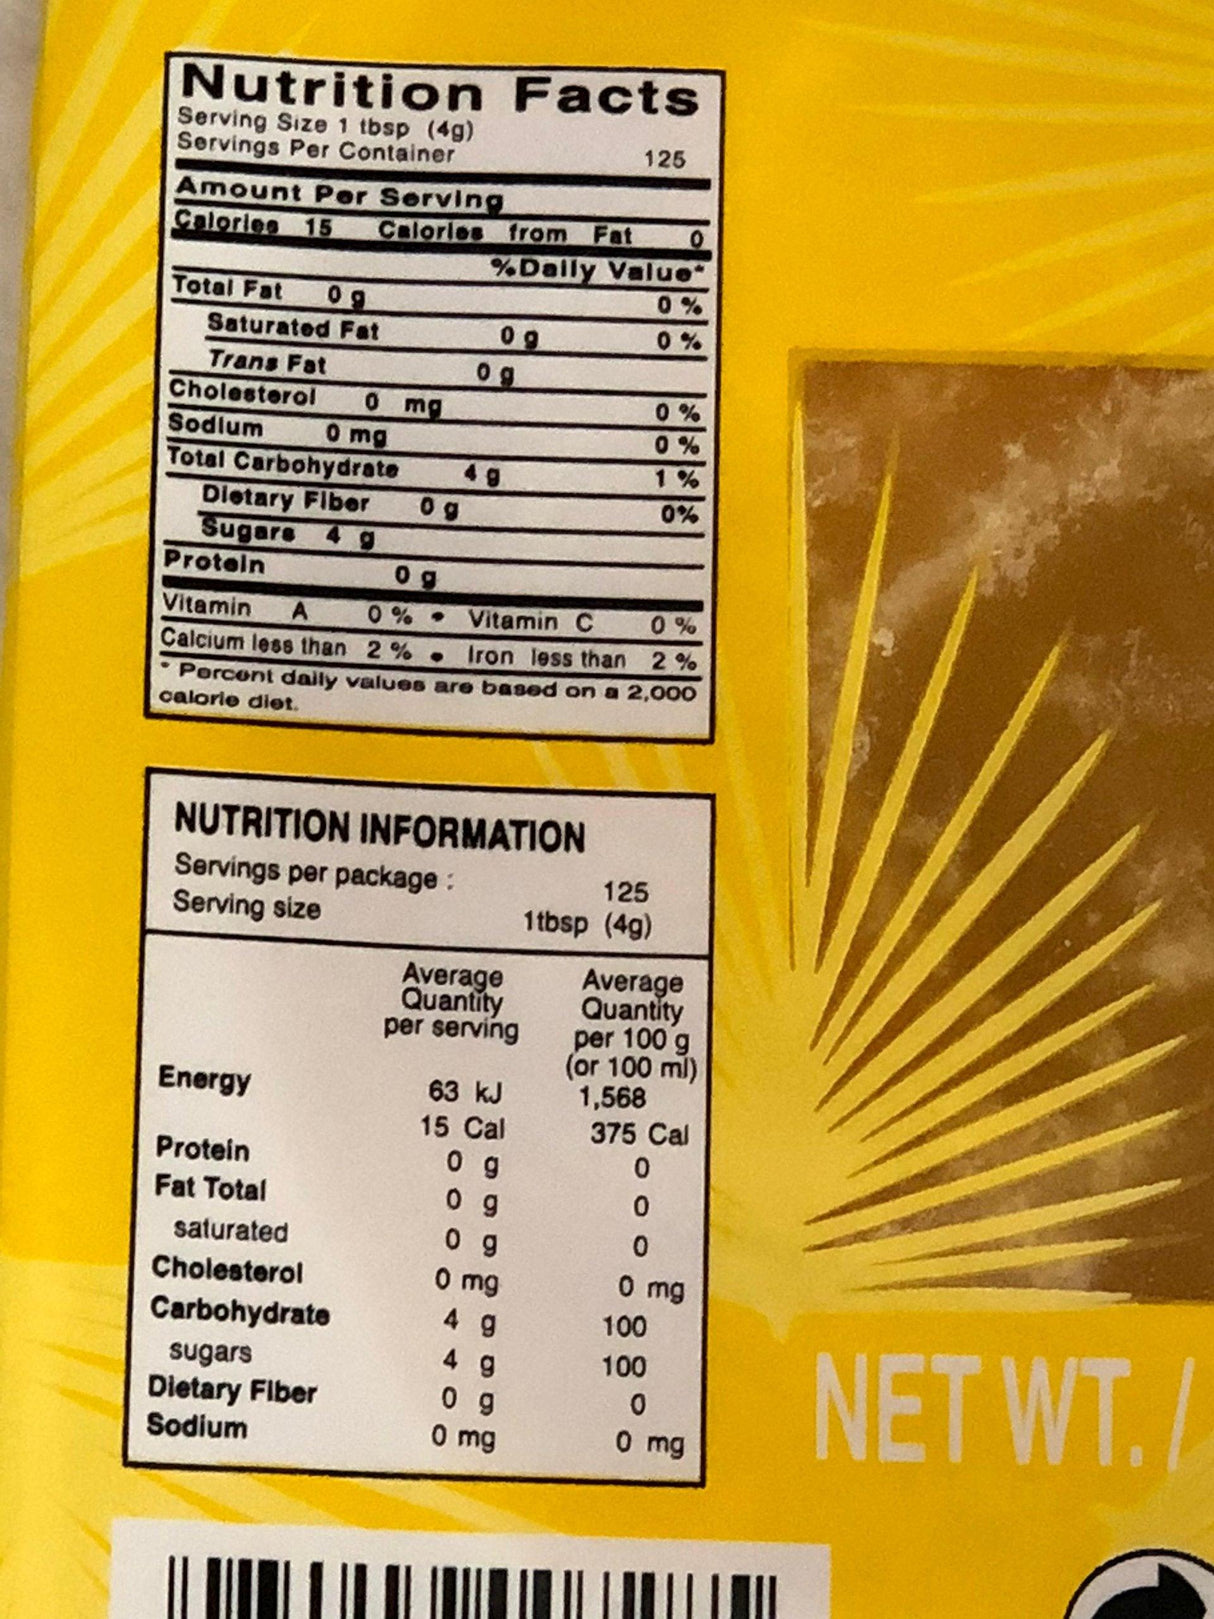 Nutrition Facts
Serving Size 1 tbsp (4g)
Servings Per Container 125
Amount Per Serving
Calories 15 Calories from Fat 0
%Daily Value*
Total Fat 0 g 0 %
Saturated Fat 0 g 0 %
Trans Fat 0 g
Cholesterol 0 mg 0 %
Sodium 0 mg 0 %
Total Carbohydrate 4 g 1 %
Dietary Fiber 0 g 0%
Sugars 4 g
Protein 0 g
Vitamin A 0 % • Vitamin C 0 %
Calcium less than 2 % • Iron less than 2 %
* Percent daily values are based on a 2,000
calorie diet.
NUTRITION INFORMATION
Servings per package : 125
Serving size 1tbsp (4g)
Average Average
Quantity Quantity
per serving per 100 g
(or 100 ml)
Energy 63 kJ 1,568
15 Cal 375 Cal
Protein 0 g 0
Fat Total 0 g 0
saturated 0 g 0
Cholesterol 0 mg 0 mg
Carbohydrate 4 g 100
sugars 4 g 100
Dietary Fiber 0 g 0
Sodium 0 mg 0 mg
NET WT. /